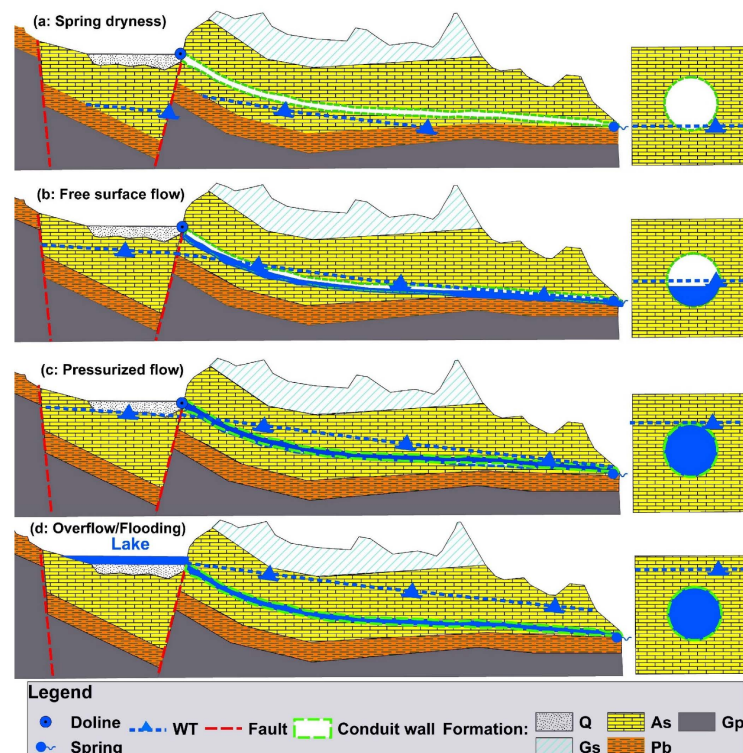 (a: Spring dryness)
(b: Free surface flow)
(c: Pressurized flow)
(d: Overflow/Flooding)
Lake
Legend
Doline WT Fault Conduit wall Formation: Q As Gp
Spring Gs Pb